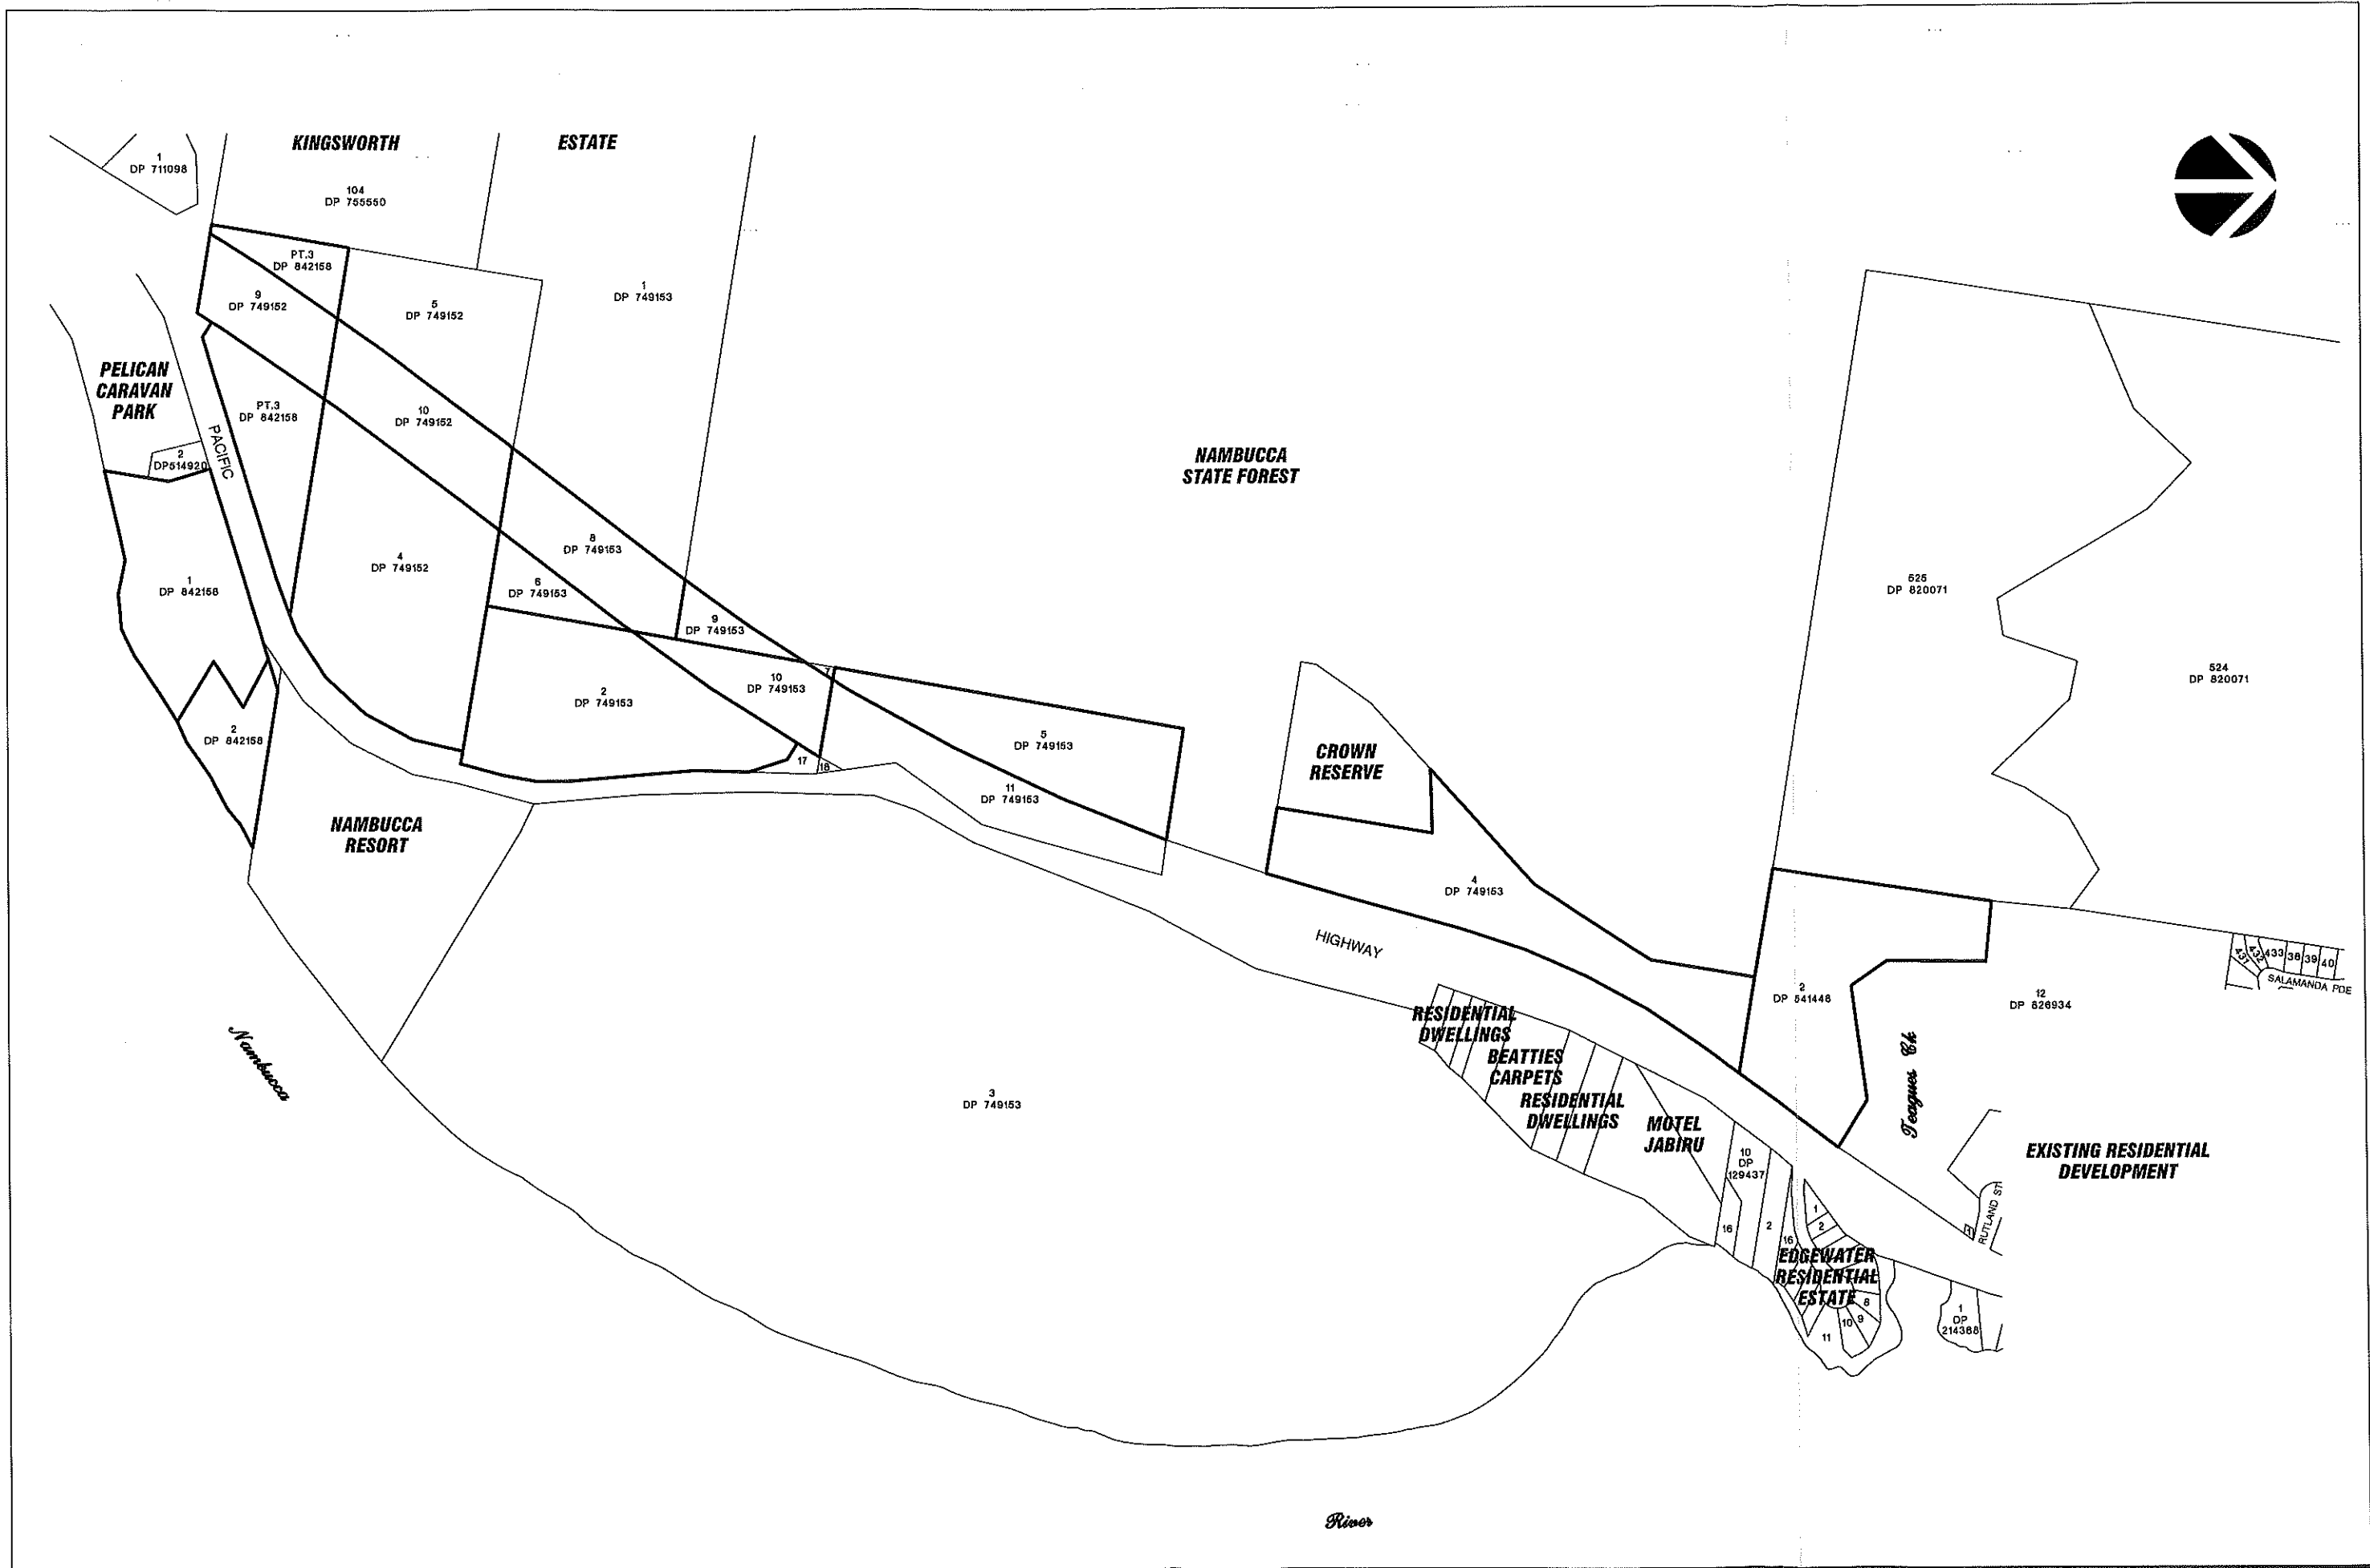 KINGSWORTH ESTATE
1
DP 711098
104
DP 755550
PT.3
DP 842158
9
DP 749152
5
DP 749152
1
DP 749153
PELICAN
CARAVAN
PARK
PT.3
DP 842158
10
DP 749152
2
DP514920
PACIFIC
NAMBUCCA
STATE FOREST
8
DP 749153
4
DP 749152
6
DP 749153
1
DP 842158
9
DP 749153
525
DP 820071
524
DP 820071
7
10
DP 749153
2
DP 749153
2
DP 842158
5
DP 749153
17
18
11
DP 749153
CROWN
RESERVE
NAMBUCCA
RESORT
4
DP 749153
HIGHWAY
431
432
433
38
39
40
SALAMANDA PDE
2
DP 541448
12
DP 826934
RESIDENTIAL
DWELLINGS
BEATTIES
CARPETS
RESIDENTIAL
DWELLINGS
MOTEL
JABIRU
Nambucca
3
DP 749153
Teagues Ck
EXISTING RESIDENTIAL
DEVELOPMENT
10
DP
129437
16
2
16
1
2
RUTLAND ST
1
EDGEWATER
RESIDENTIAL
ESTATE
8
9
10
11
1
DP
214388
River